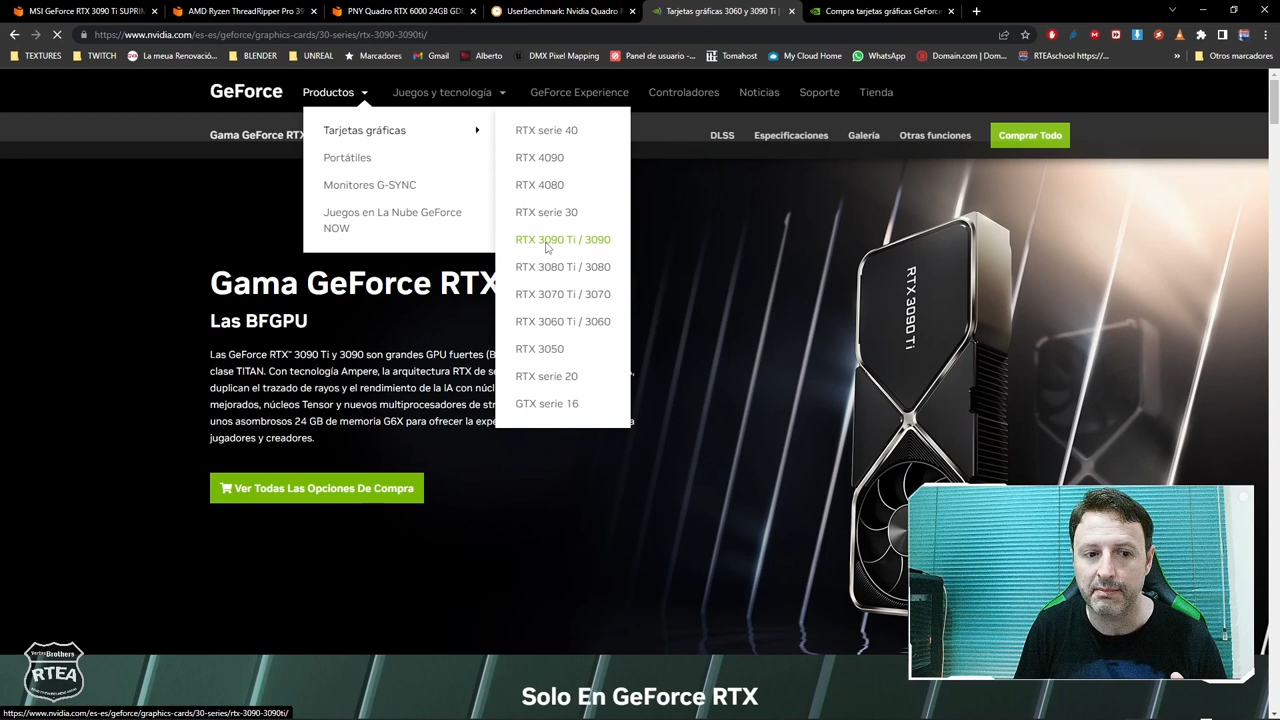 MSI GeForce RTX 3090 Ti SUPRIM
AMD Ryzen ThreadRipper Pro 39
PNY Quadro RTX 6000 24GB GDD
UserBenchmark: Nvidia Quadro R
Tarjetas gráficas 3060 y 3090 Ti |
Compra tarjetas gráficas GeForce
https://www.nvidia.com/es-es/geforce/graphics-cards/30-series/rtx-3090-3090ti/
TEXTURES
TWITCH
La meua Renovació...
BLENDER
UNREAL
Marcadores
Gmail
Alberto
DMX Pixel Mapping
Panel de usuario -...
Tomahost
My Cloud Home
WhatsApp
Domain.com | Dom...
RTEAschool https://...
»
Otros marcadores
GeForce
Productos
Juegos y tecnología
GeForce Experience
Controladores
Noticias
Soporte
Tienda
Gama GeForce RTX
DLSS
Especificaciones
Galería
Otras funciones
Comprar Todo
Tarjetas gráficas
Portátiles
Monitores G-SYNC
Juegos en La Nube GeForce
NOW
RTX serie 40
RTX 4090
RTX 4080
RTX serie 30
RTX 3090 Ti / 3090
RTX 3080 Ti / 3080
RTX 3070 Ti / 3070
RTX 3060 Ti / 3060
RTX 3050
RTX serie 20
GTX serie 16
Gama GeForce RTX
Las BFGPU
Las GeForce RTX™ 3090 Ti y 3090 son grandes GPU fuertes (B
clase TITAN. Con tecnología Ampere, la arquitectura RTX de s
duplican el trazado de rayos y el rendimiento de la IA con núcl
mejorados, núcleos Tensor y nuevos multiprocesadores de str
unos asombrosos 24 GB de memoria G6X para ofrecer la expe
jugadores y creadores.
Ver Todas Las Opciones De Compra
RTX 3090 Ti
VertexBrothers
RTEA
Solo En GeForce RTX
https://www.nvidia.com/es-es/geforce/graphics-cards/30-series/rtx-3090-3090ti/